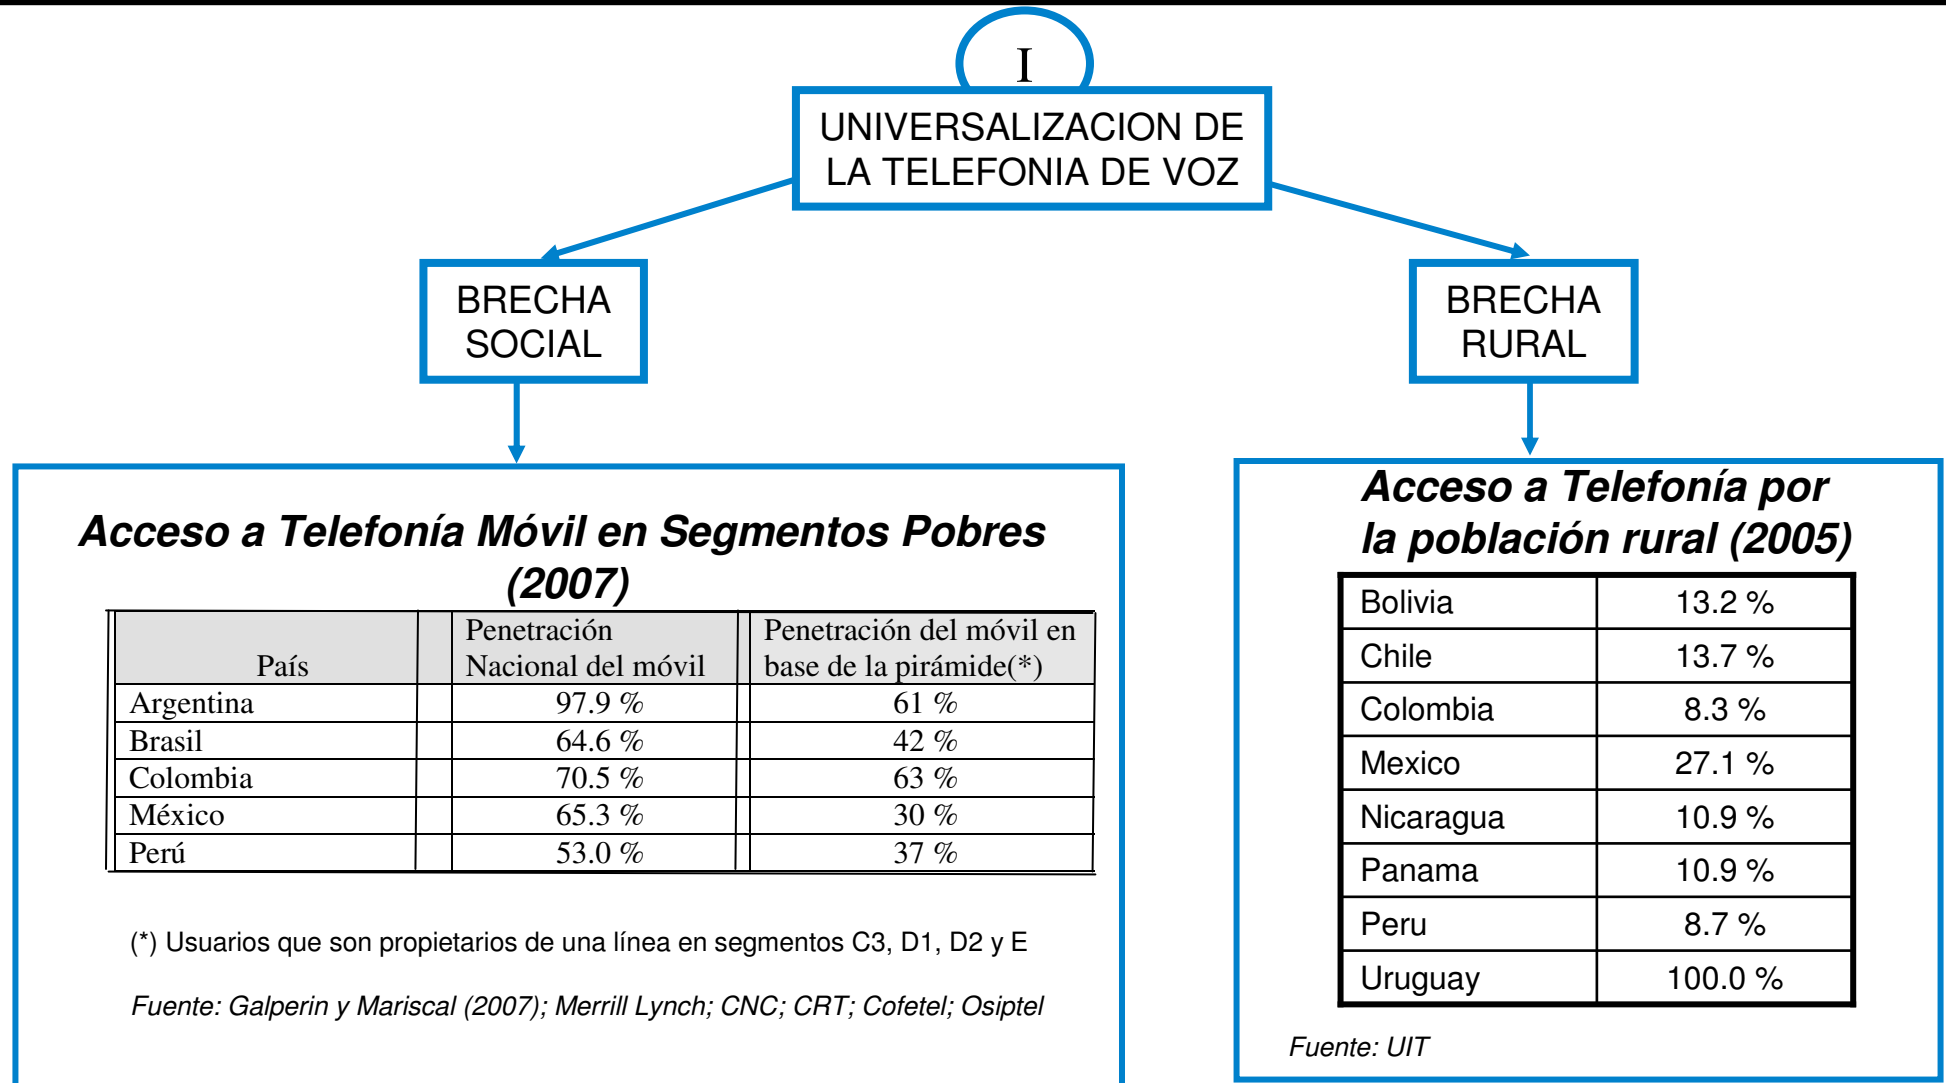 I
UNIVERSALIZACION DE
LA TELEFONIA DE VOZ
BRECHA
SOCIAL
BRECHA
RURAL
Acceso a Telefonía Móvil en Segmentos Pobres
(2007)
País Penetración Nacional del móvil Penetración del móvil en base de la pirámide(*)
Argentina 97.9 % 61 %
Brasil 64.6 % 42 %
Colombia 70.5 % 63 %
México 65.3 % 30 %
Perú 53.0 % 37 %
(*) Usuarios que son propietarios de una línea en segmentos C3, D1, D2 y E
Fuente: Galperin y Mariscal (2007); Merrill Lynch; CNC; CRT; Cofetel; Osiptel
Acceso a Telefonía por
la población rural (2005)
Bolivia 13.2 %
Chile 13.7 %
Colombia 8.3 %
Mexico 27.1 %
Nicaragua 10.9 %
Panama 10.9 %
Peru 8.7 %
Uruguay 100.0 %
Fuente: UIT